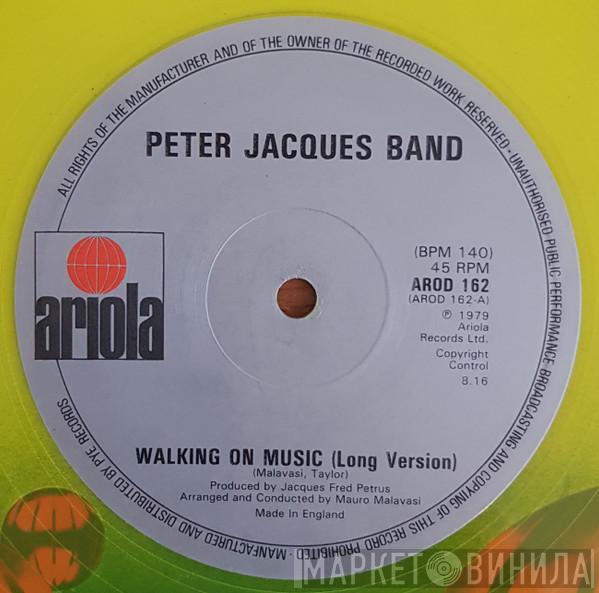 ALL RIGHTS OF THE MANUFACTURER AND OF THE OWNER OF THE RECORDED WORK RESERVED · UNAUTHORISED PUBLIC PERFORMANCE BROADCASTING AND COPYING OF THIS RECORD PROHIBITED · MANFACTURED AND DISTRIBUTED BY PYE RECORDS
PETER JACQUES BAND
ariola
(BPM 140)
45 RPM
AROD 162
(AROD 162-A)
℗ 1979
Ariola
Records Ltd.
Copyright
Control
8.16
WALKING ON MUSIC (Long Version)
(Malavasi, Taylor)
Produced by Jacques Fred Petrus
Arranged and Conducted by Mauro Malavasi
Made in England
МАРКЕТ ВИНИЛА